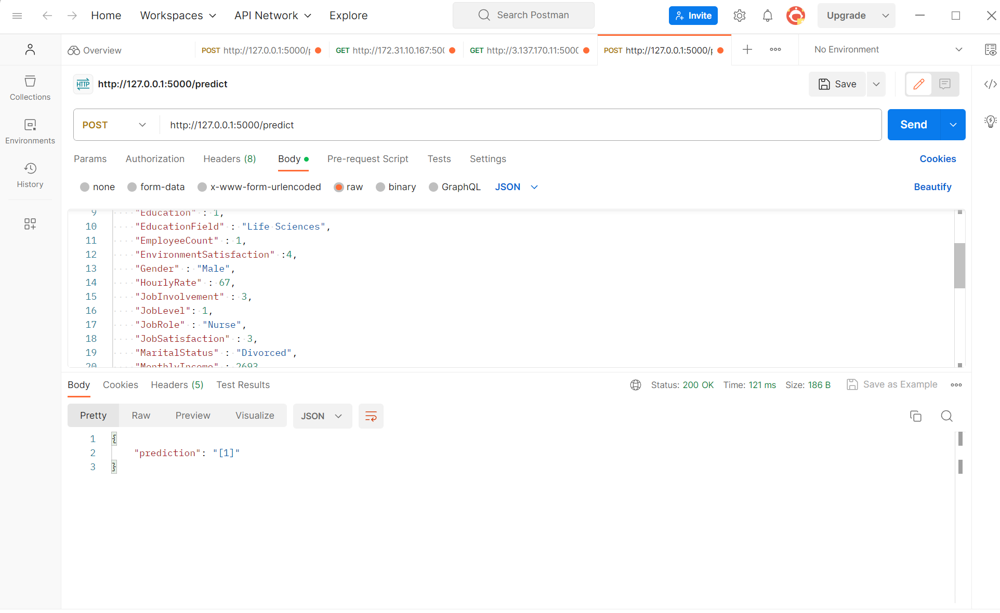 Home Workspaces API Network Explore Search Postman Invite Upgrade
Overview POST http://127.0.0.1:5000/p GET http://172.31.10.167:500 GET http://3.137.170.11:5000 POST http://127.0.0.1:5000/p No Environment
HTTP http://127.0.0.1:5000/predict Save
Collections
POST http://127.0.0.1:5000/predict Send
Environments
Params Authorization Headers (8) Body Pre-request Script Tests Settings Cookies
History
none form-data x-www-form-urlencoded raw binary GraphQL JSON Beautify
9 "Education" : 1,
10 "EducationField" : "Life Sciences",
11 "EmployeeCount" : 1,
12 "EnvironmentSatisfaction" :4,
13 "Gender" : "Male",
14 "HourlyRate" : 67,
15 "JobInvolvement" : 3,
16 "JobLevel": 1,
17 "JobRole" : "Nurse",
18 "JobSatisfaction" : 3,
19 "MaritalStatus" : "Divorced",
20 "MonthlyIncome" : 2693
Body Cookies Headers (5) Test Results Status: 200 OK Time: 121 ms Size: 186 B Save as Example
Pretty Raw Preview Visualize JSON
1 {
2 "prediction": "[1]"
3 }